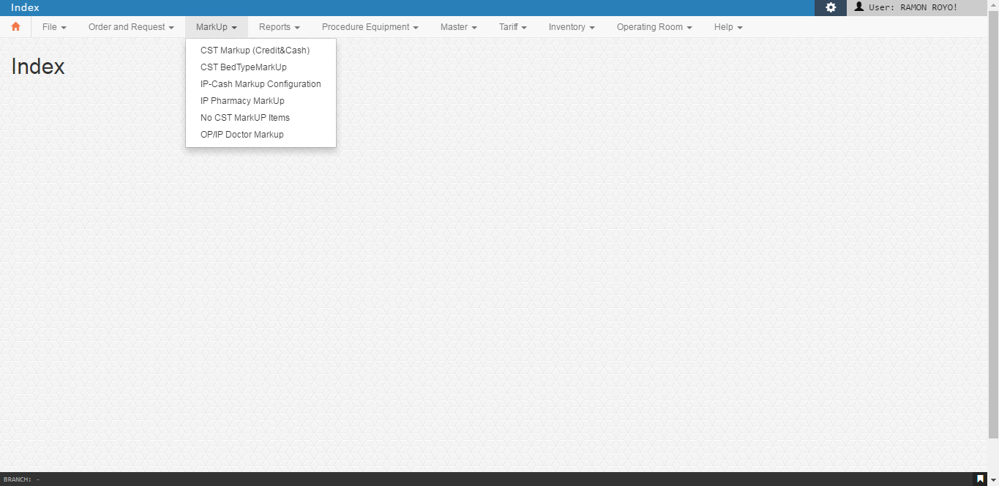 Index
User: RAMON ROYO!
File Order and Request MarkUp Reports Procedure Equipment Master Tariff Inventory Operating Room Help
CST Markup (Credit&Cash)
Index
CST BedTypeMarkUp
IP-Cash Markup Configuration
IP Pharmacy MarkUp
No CST MarkUP Items
OP/IP Doctor Markup
BRANCH: -